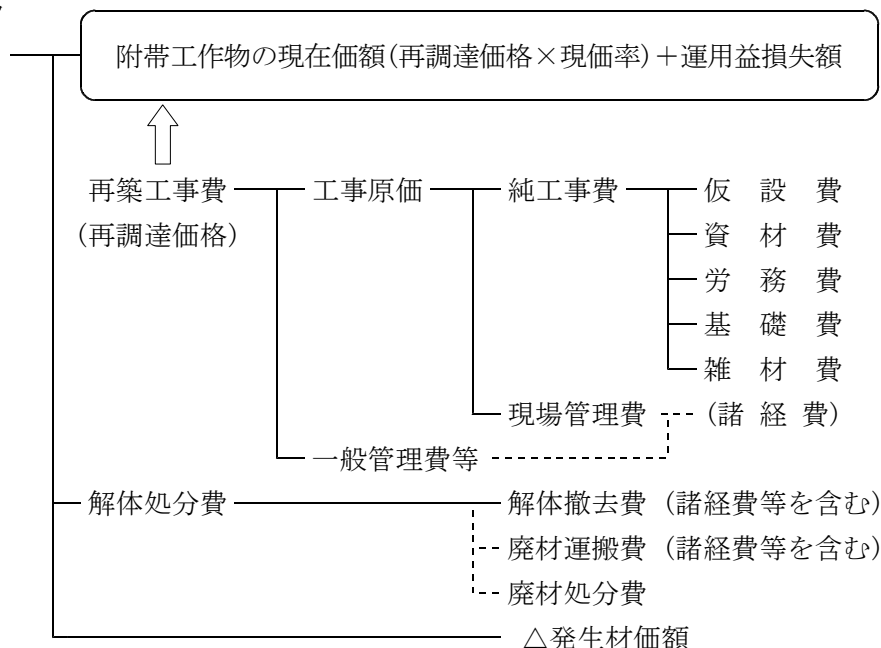 附帯工作物の現在価額(再調達価格×現価率)+運用益損失額
再築工事費 工事原価 純工事費 仮設費
(再調達価格) 資材費
労務費
基礎費
雑材費
現場管理費 (諸経費)
一般管理費等
解体処分費 解体撤去費 (諸経費等を含む)
廃材運搬費 (諸経費等を含む)
廃材処分費
△発生材価額